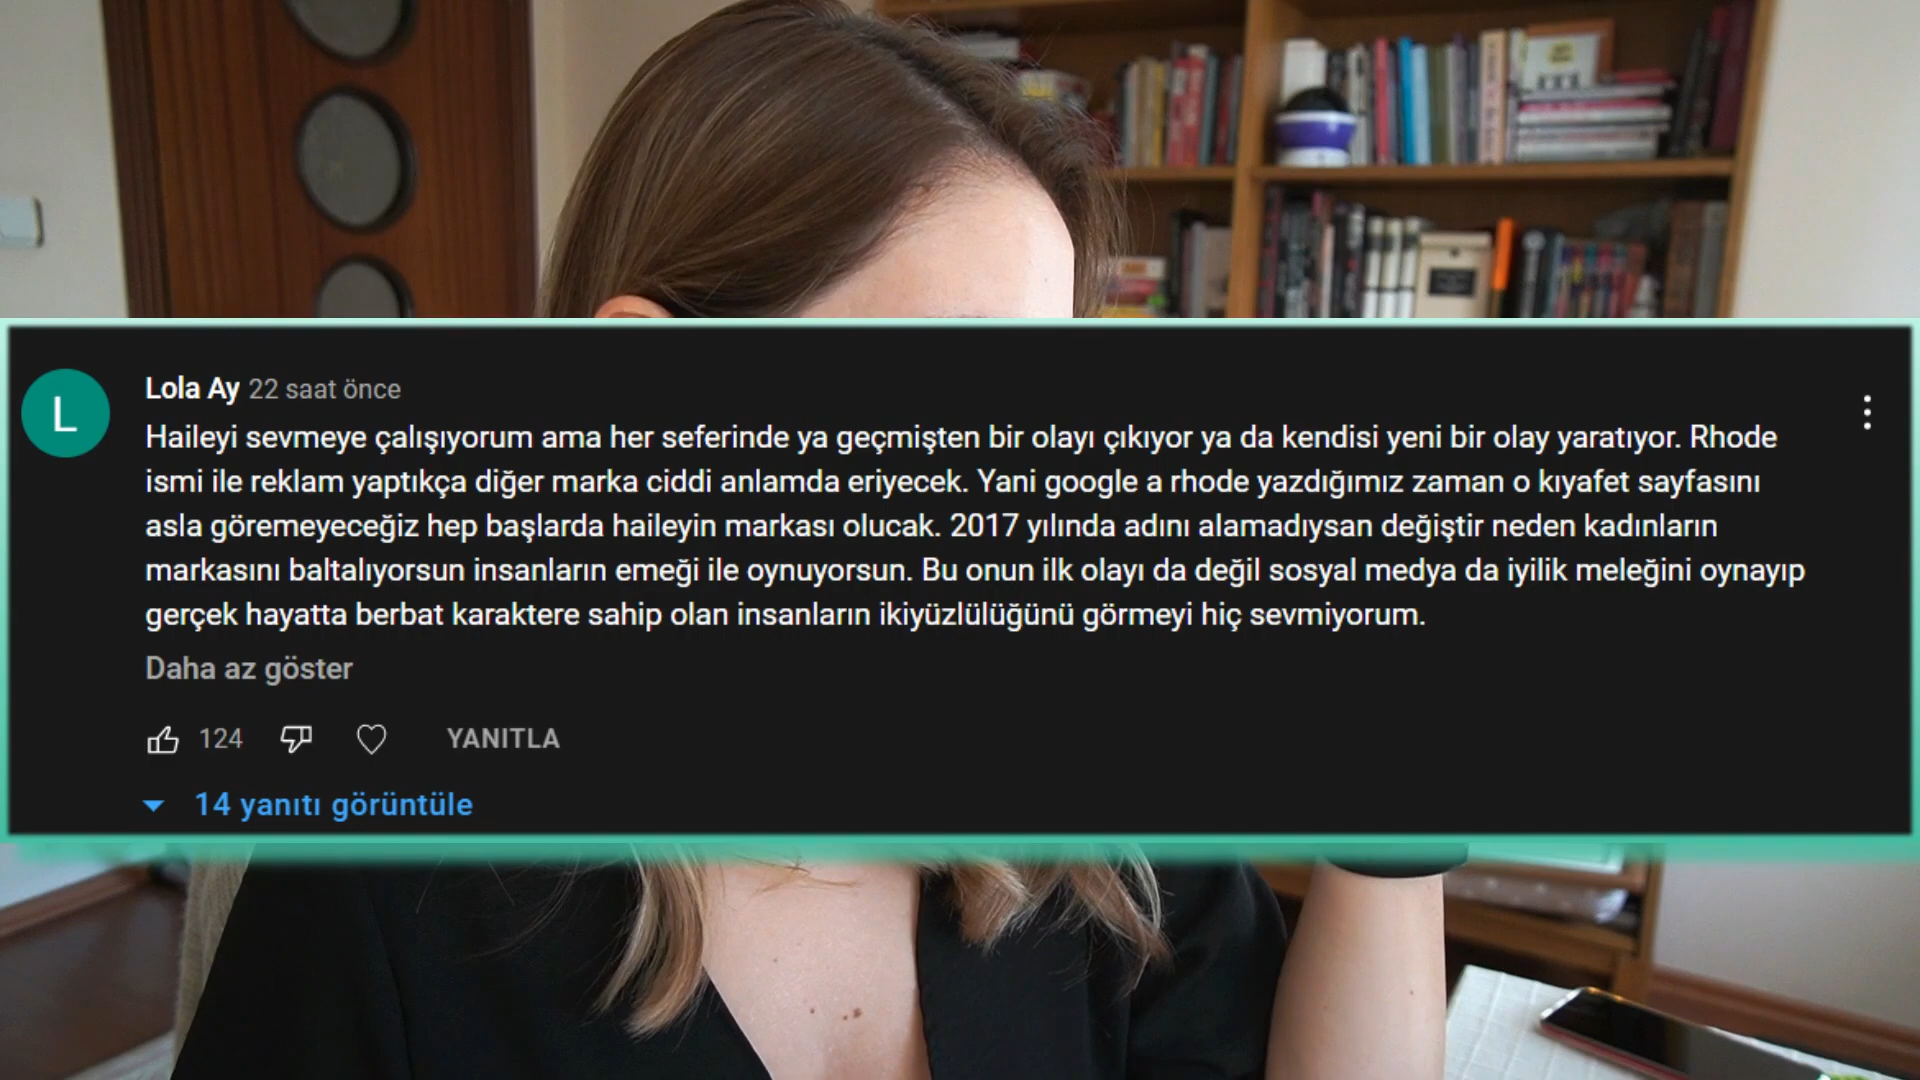 L
Lola Ay 22 saat önce
Haileyi sevmeye çalışıyorum ama her seferinde ya geçmişten bir olayı çıkıyor ya da kendisi yeni bir olay yaratıyor. Rhode
ismi ile reklam yaptıkça diğer marka ciddi anlamda eriyecek. Yani google a rhode yazdığımız zaman o kıyafet sayfasını
asla göremeyeceğiz hep başlarda haileyin markası olucak. 2017 yılında adını alamadıysan değiştir neden kadınların
markasını baltalıyorsun insanların emeği ile oynuyorsun. Bu onun ilk olayı da değil sosyal medya da iyilik meleğini oynayıp
gerçek hayatta berbat karaktere sahip olan insanların ikiyüzlülüğünü görmeyi hiç sevmiyorum.
Daha az göster
124 YANITLA
14 yanıtı görüntüle